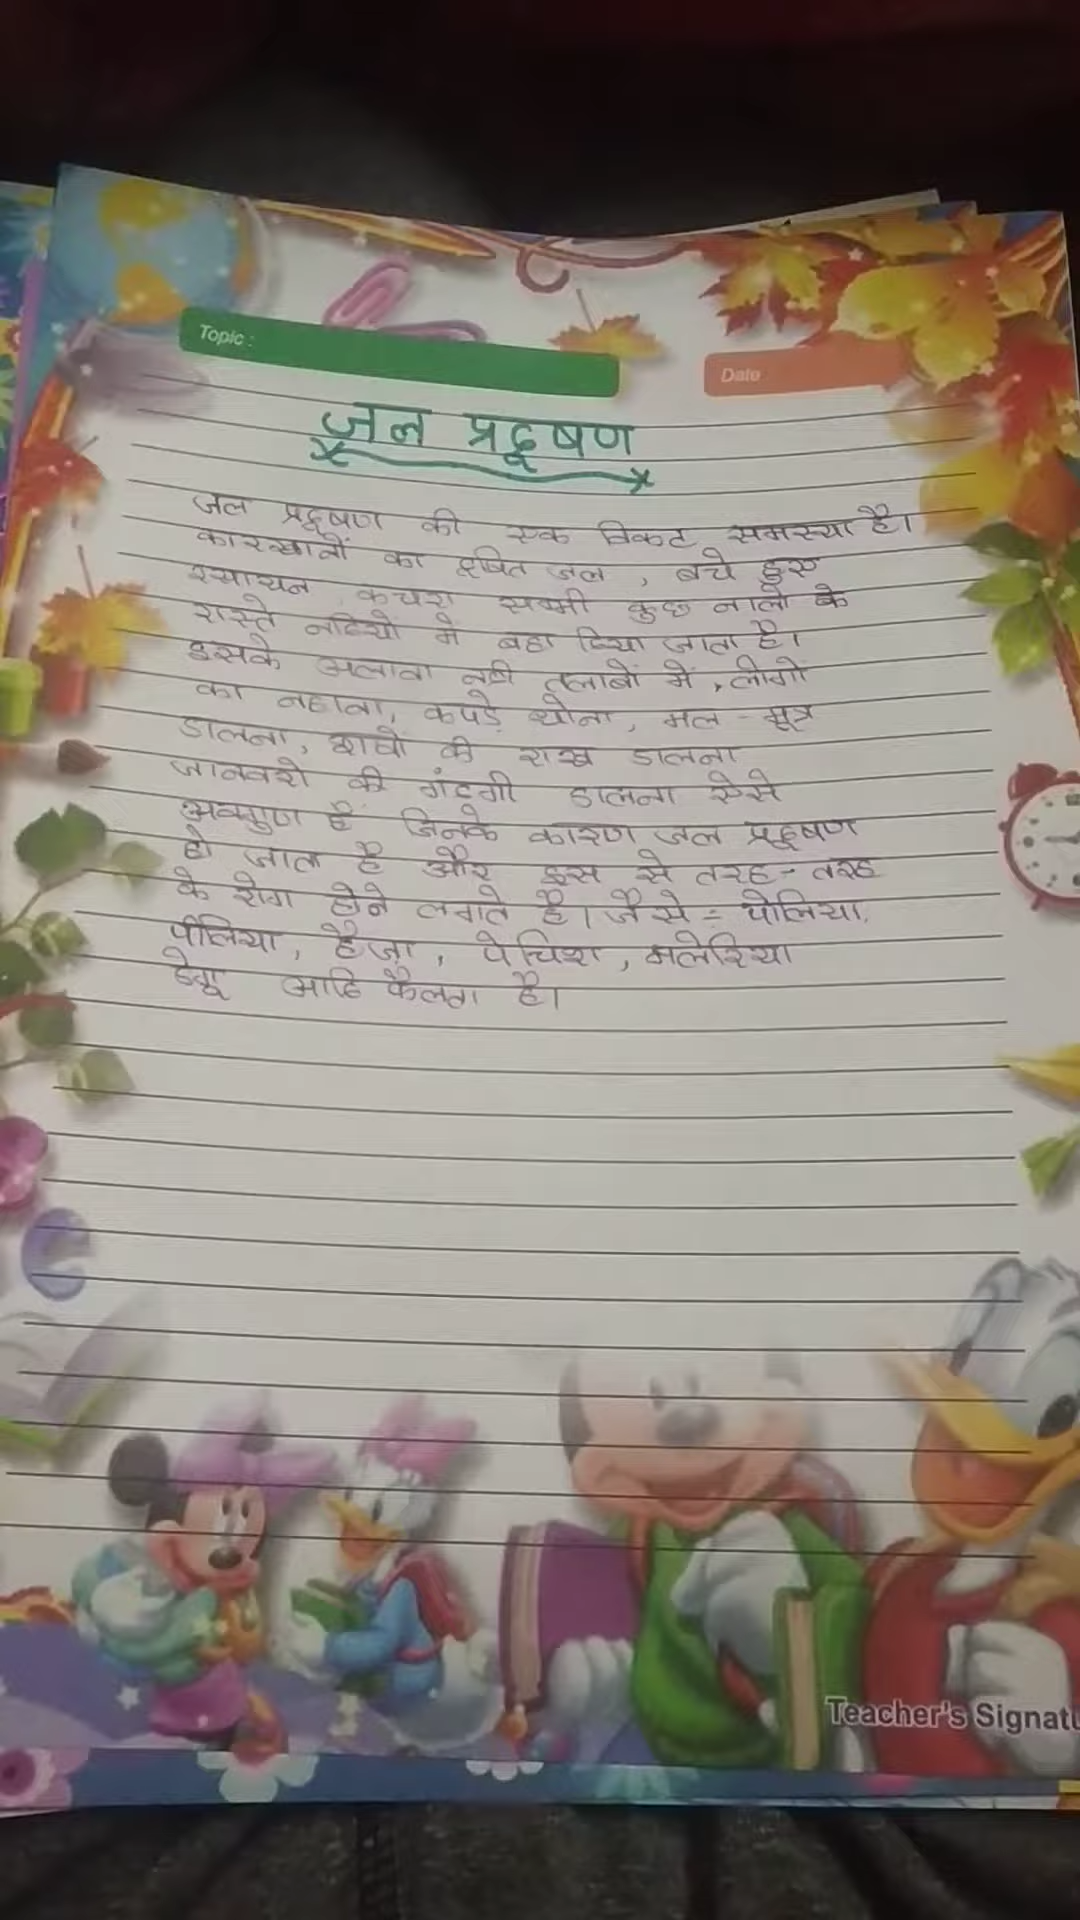 Topic :
Date
जल प्रदूषण
जल प्रदूषण की एक विकट समस्या है।
कारखानों का दूषित जल , बचे हुए
रसायन कचरा सभी कुछ नालो के
रास्ते नदियों में बहा दिया जाता है।
इसके अलावा नदी तलाबों में , लोगों
का नहाना, कपड़े धोना, मल - मूत्र
डालना, शवों की राख डालना
जानवरो की गंदगी डालना ऐसे
अवगुण हैं जिनके कारण जल प्रदूषण
हो जाता है और इस से तरह - तरह
के रोग होने लगते है। जैसे = पोलिया,
पीलिया, हैजा, पेचिश, मलेरिया
डेंगू आदि फैलता है।
Teacher's Signatu